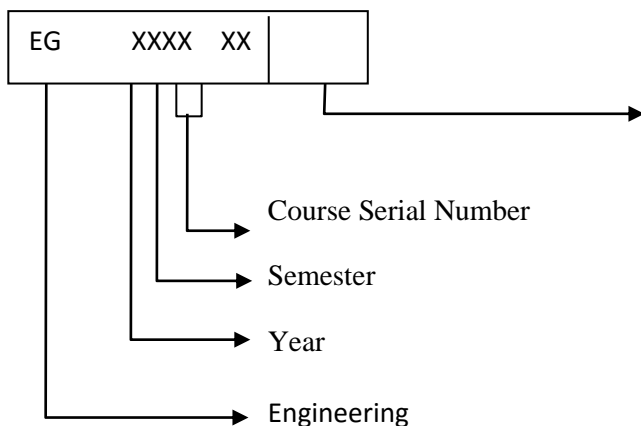 EG XXXX XX
Course Serial Number
Semester
Year
Engineering